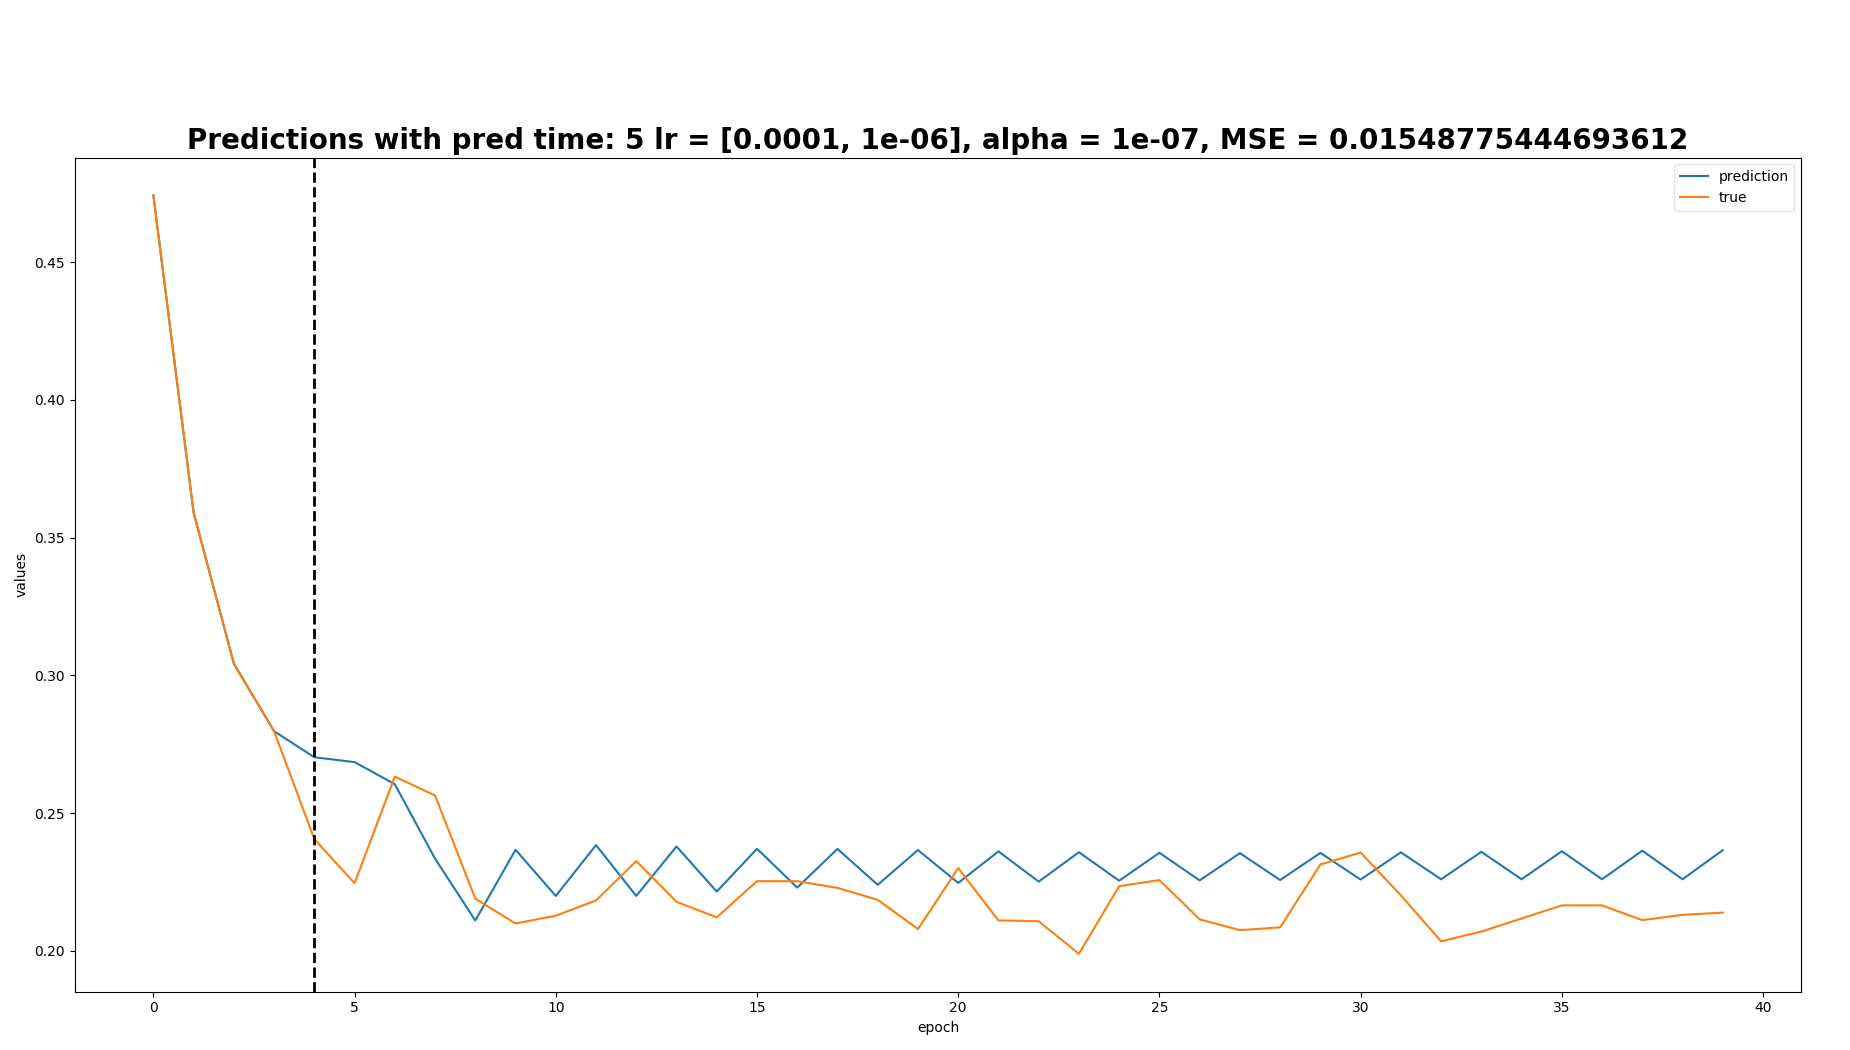 Predictions with pred time: 5 lr = [0.0001, 1e-06], alpha = 1e-07, MSE = 0.01548775444693612
prediction
true
values
0.45
0.40
0.35
0.30
0.25
0.20
0 5 10 15 20 25 30 35 40
epoch